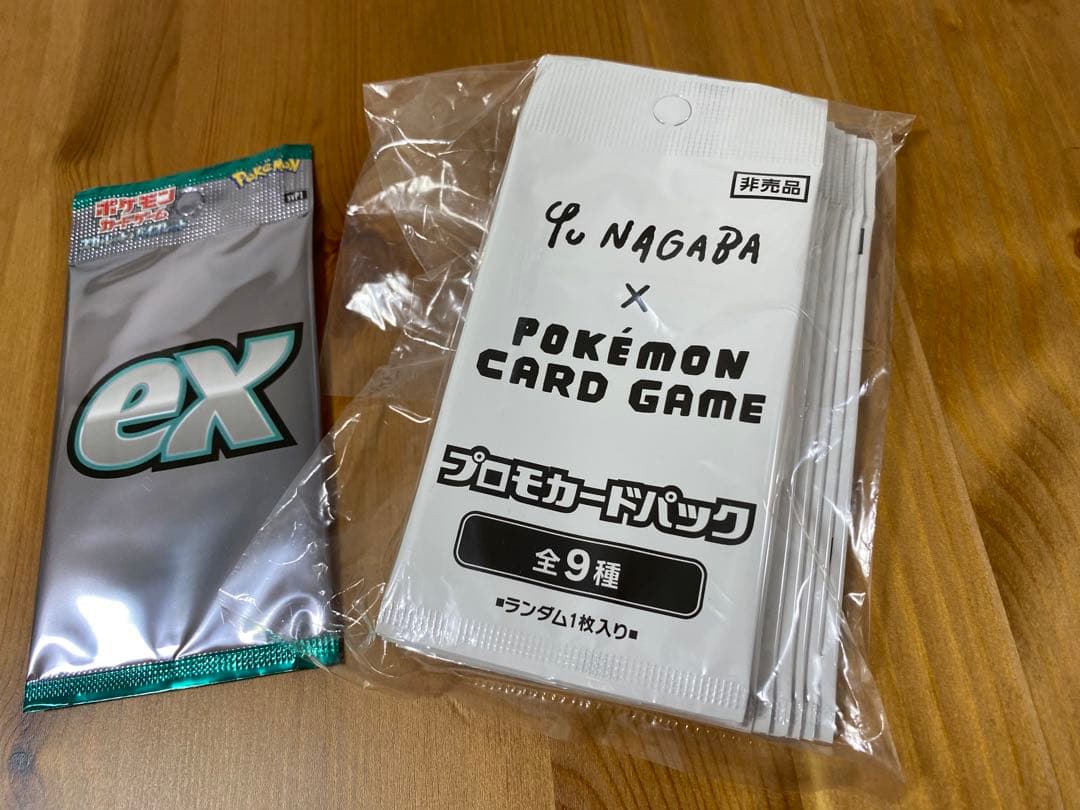 Pokémon
ポケモン
カードゲーム
ex
非売品
Yu NAGABA
×
POKÉMON
CARD GAME
プロモカードパック
全9種
■ランダム1枚入り■